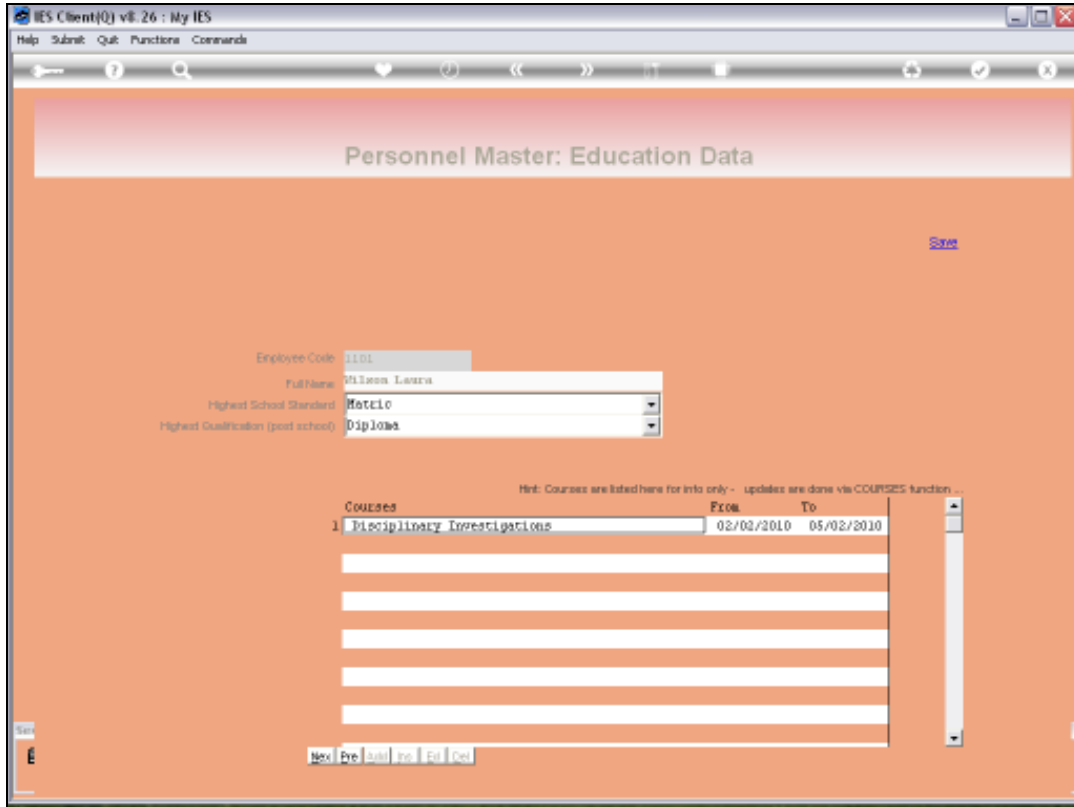 IES Client(Q) v8.26 : My IES
Help Submit Quit Functions Commands
Personnel Master: Education Data
Save
Employee Code 1101
Full Name Wilson Laura
Highest School Standard Matric
Highest Qualification (post school) Diploma
Hint: Courses are listed here for info only - updates are done via COURSES function ...
Courses From To
1 Disciplinary Investigations 02/02/2010 05/02/2010
Nex Pre Add Ins Ed Del